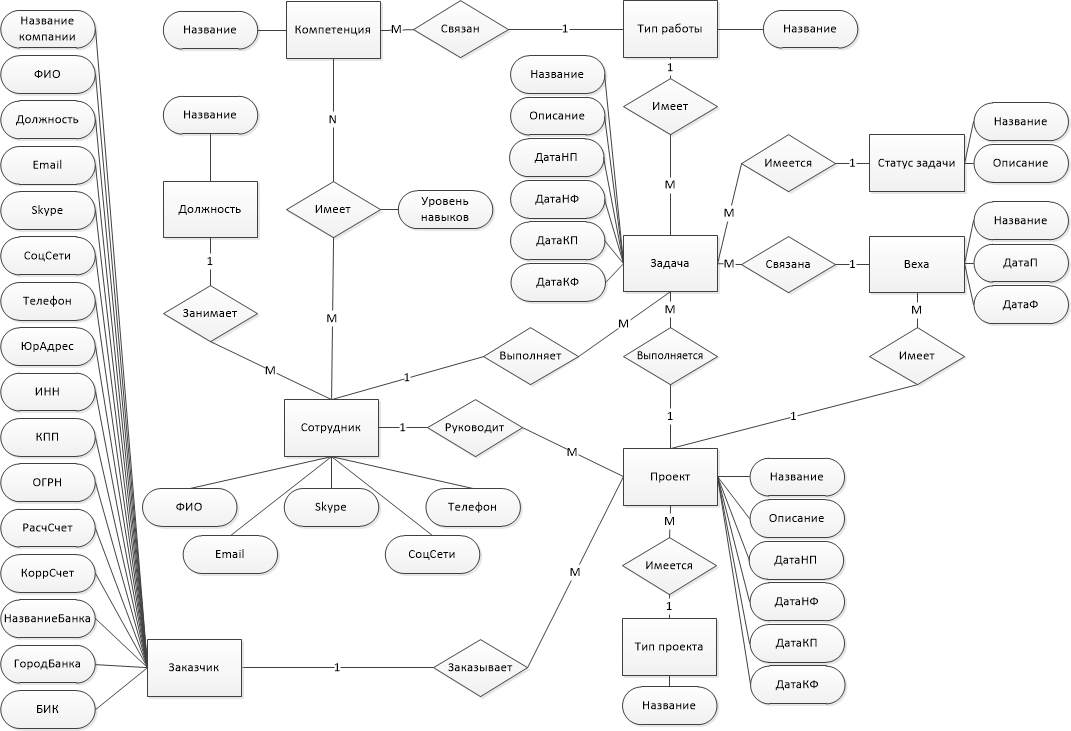 Название
компании
ФИО
Должность
Email
Skype
СоцСети
Телефон
ЮрАдрес
ИНН
КПП
ОГРН
РасчСчет
КоррСчет
НазваниеБанка
ГородБанка
БИК
Название
Компетенция
М
Связан
1
Тип работы
Название
1
Имеет
М
Название
Должность
1
Занимает
М
N
Имеет
Уровень
навыков
М
Название
Описание
ДатаНП
ДатаНФ
ДатаКП
ДатаКФ
Задача
М
Имеется
1
Статус задачи
Название
Описание
М
Связана
1
Веха
Название
ДатаП
ДатаФ
М
Имеет
1
М
Выполняет
1
М
Выполняется
1
Сотрудник
1
Руководит
М
ФИО
Email
Skype
СоцСети
Телефон
Проект
Название
Описание
ДатаНП
ДатаНФ
ДатаКП
ДатаКФ
М
Имеется
1
Тип проекта
Название
Заказчик
1
Заказывает
М